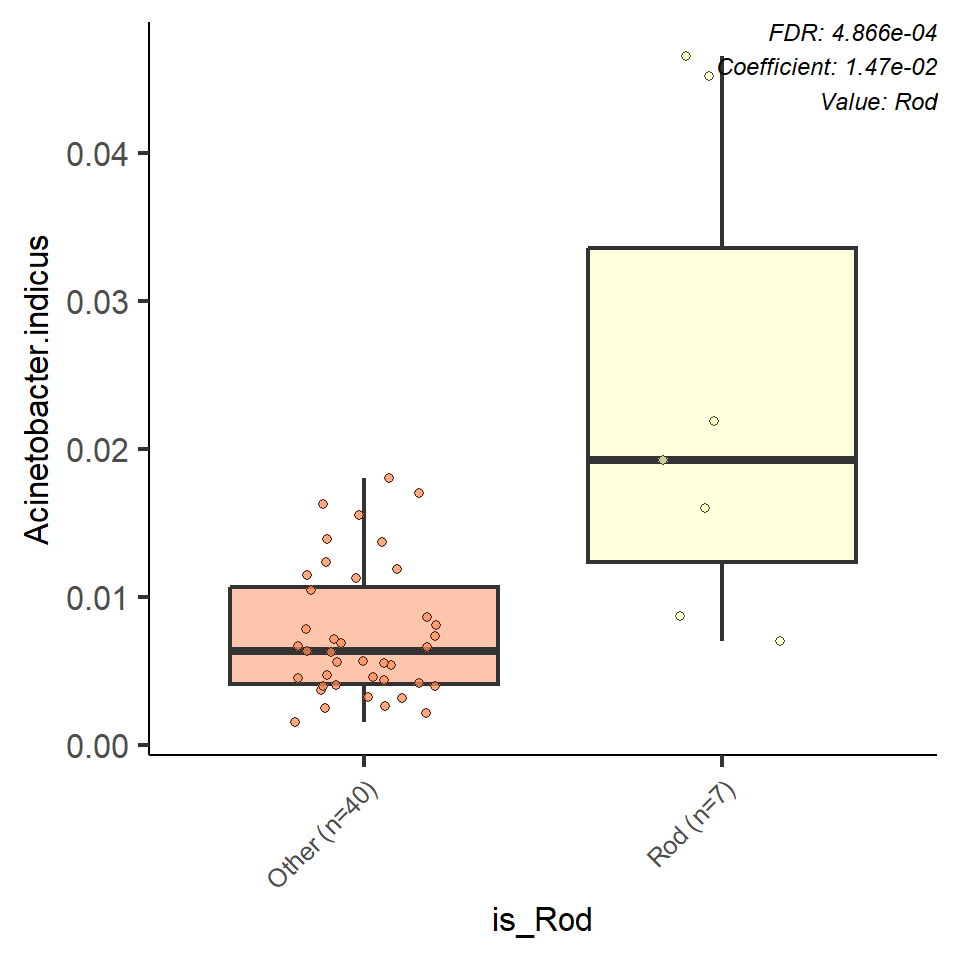 FDR: 4.866e-04
Coefficient: 1.47e-02
Value: Rod
Acinetobacter.indicus
0.04
0.03
0.02
0.01
0.00
Other (n=40)
Rod (n=7)
is_Rod